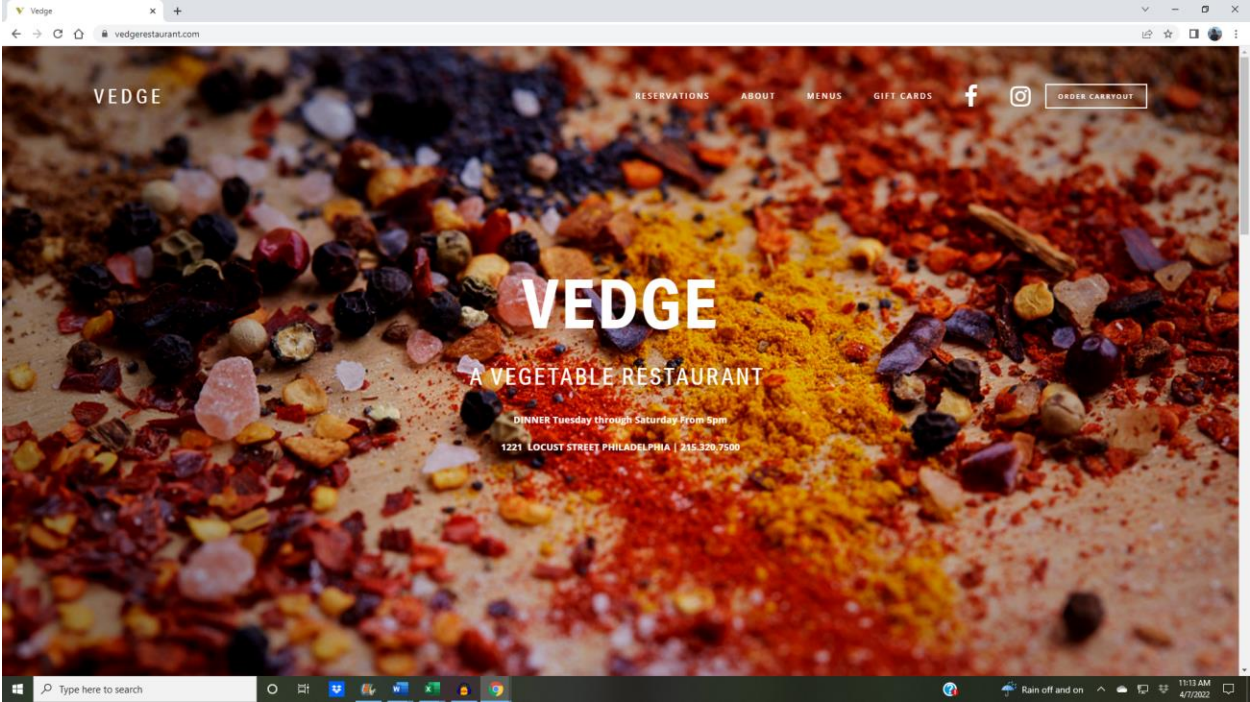 Vedge
vedgerestaurant.com
VEDGE
RESERVATIONS ABOUT MENUS GIFT CARDS ORDER CARRYOUT
VEDGE
A VEGETABLE RESTAURANT
DINNER Tuesday through Saturday From 5pm
1221 LOCUST STREET PHILADELPHIA | 215.320.7500
Type here to search
Rain off and on
11:13 AM
4/7/2022